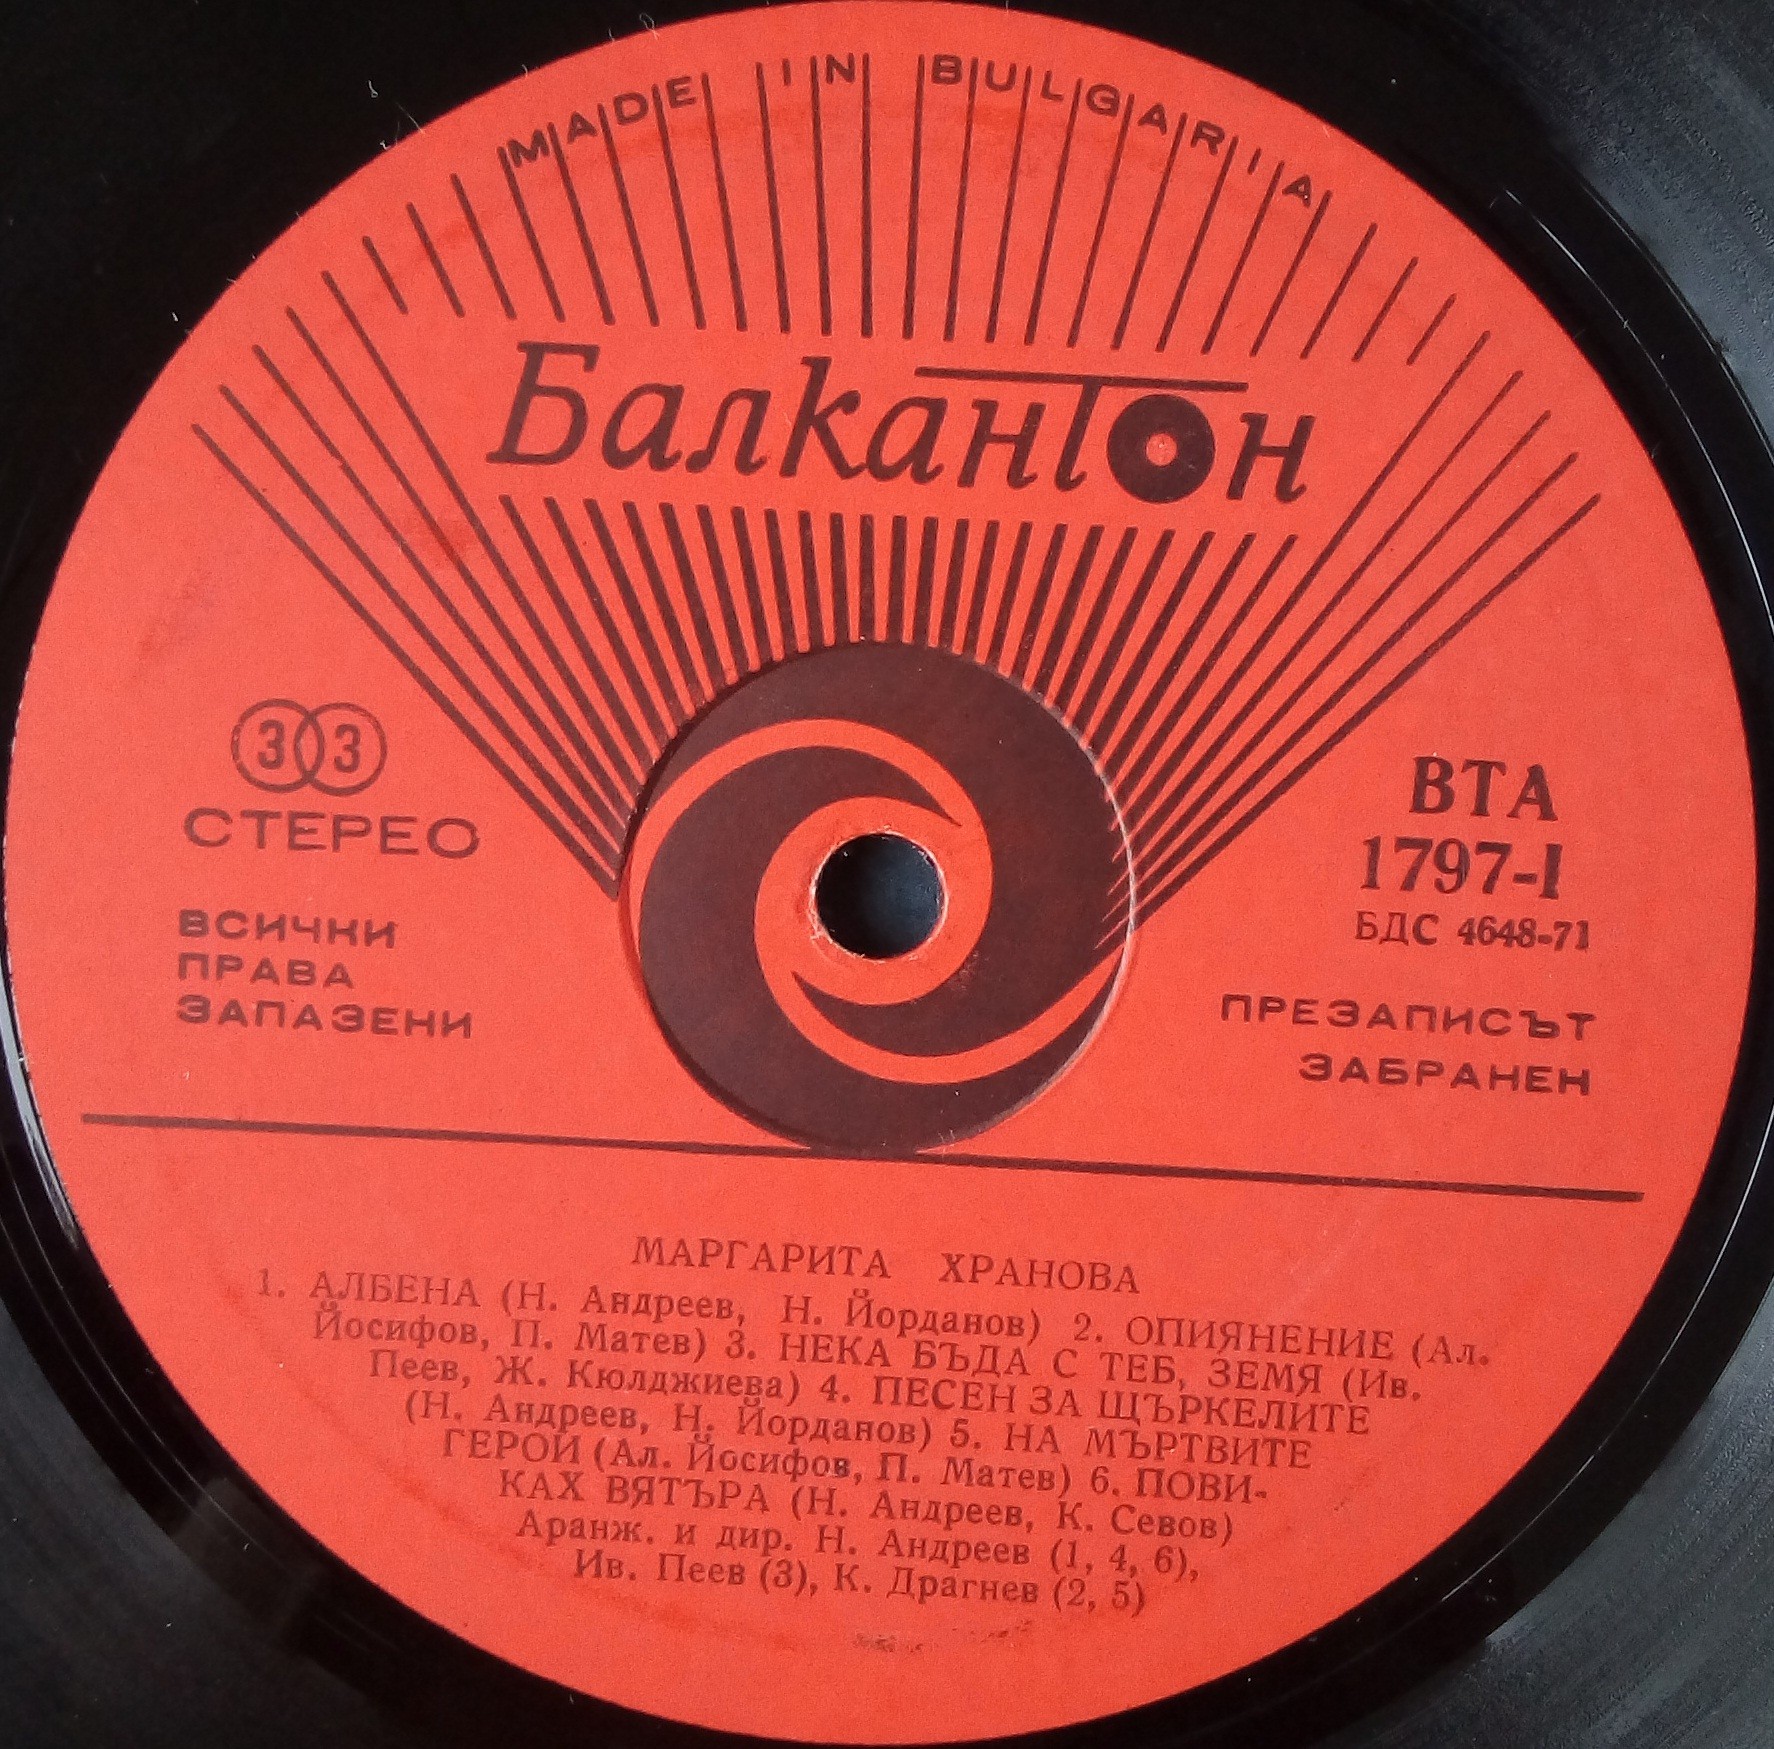 MADE IN BULGARIA
Балкантон
33
СТЕРЕО
ВСИЧКИ
ПРАВА
ЗАПАЗЕНИ
ВТА
1797-I
БДС 4648-71
ПРЕЗАПИСЪТ
ЗАБРАНЕН
МАРГАРИТА ХРАНОВА
1. АЛБЕНА (Н. Андреев, Н. Йорданов) 2. ОПИЯНЕНИЕ (Ал.
Йосифов, П. Матев) 3. НЕКА БЪДА С ТЕБ, ЗЕМЯ (Ив.
Пеев, Ж. Кюлджиева) 4. ПЕСЕН ЗА ЩЪРКЕЛИТЕ
(Н. Андреев, Н. Йорданов) 5. НА МЪРТВИТЕ
ГЕРОИ (Ал. Йосифов, П. Матев) 6. ПОВИ-
КАХ ВЯТЪРА (Н. Андреев, К. Севов)
Аранж. и дир. Н. Андреев (1, 4, 6),
Ив. Пеев (3), К. Драгнев (2, 5)